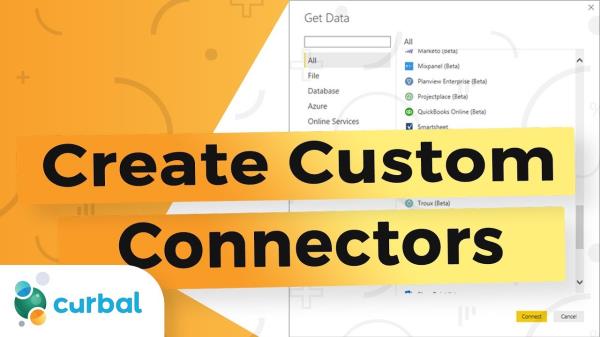 Get Data
All
All
File
Database
Azure
Online Services
Marketo (Beta)
Mixpanel (Beta)
Planview Enterprise (Beta)
Projectplace (Beta)
QuickBooks Online (Beta)
Smartsheet
Create Custom
Troux (Beta)
Connectors
Connect
Cancel
curbal